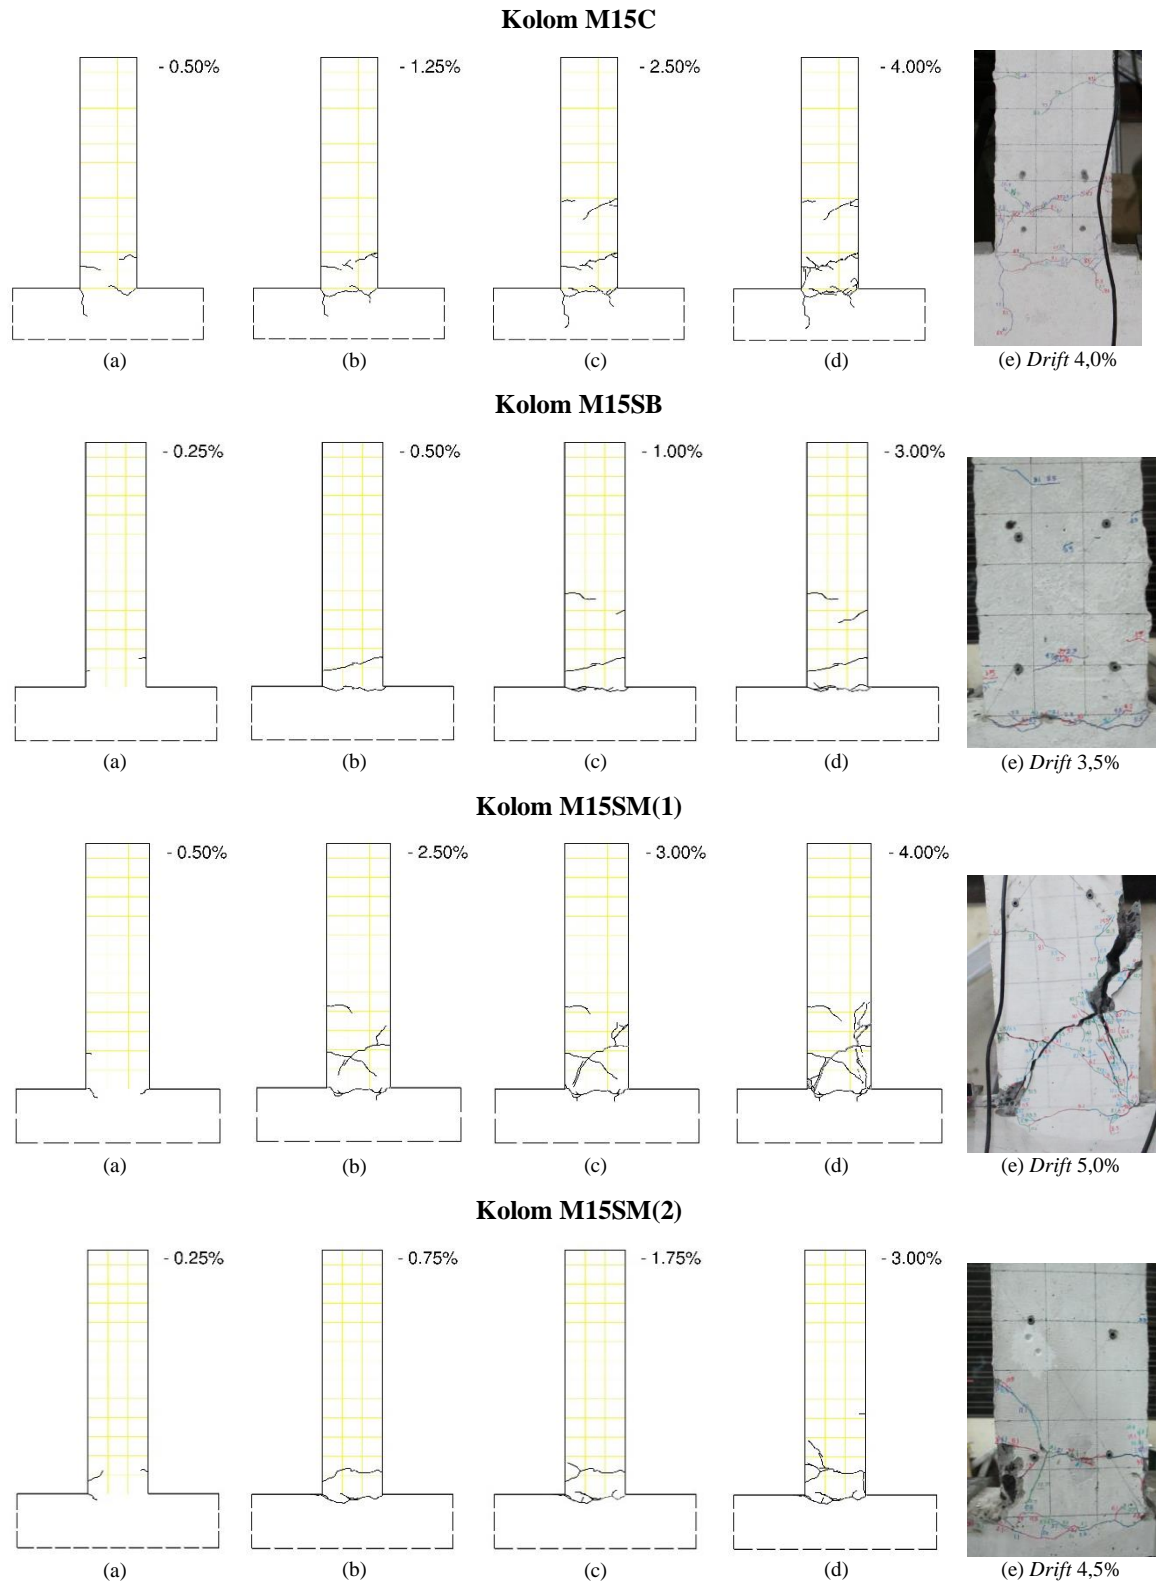 Kolom M15C
- 0.50%
- 1.25%
- 2.50%
- 4.00%
(a)
(b)
(c)
(d)
(e) Drift 4,0%
Kolom M15SB
- 0.25%
- 0.50%
- 1.00%
- 3.00%
(a)
(b)
(c)
(d)
(e) Drift 3,5%
Kolom M15SM(1)
- 0.50%
- 2.50%
- 3.00%
- 4.00%
(a)
(b)
(c)
(d)
(e) Drift 5,0%
Kolom M15SM(2)
- 0.25%
- 0.75%
- 1.75%
- 3.00%
(a)
(b)
(c)
(d)
(e) Drift 4,5%